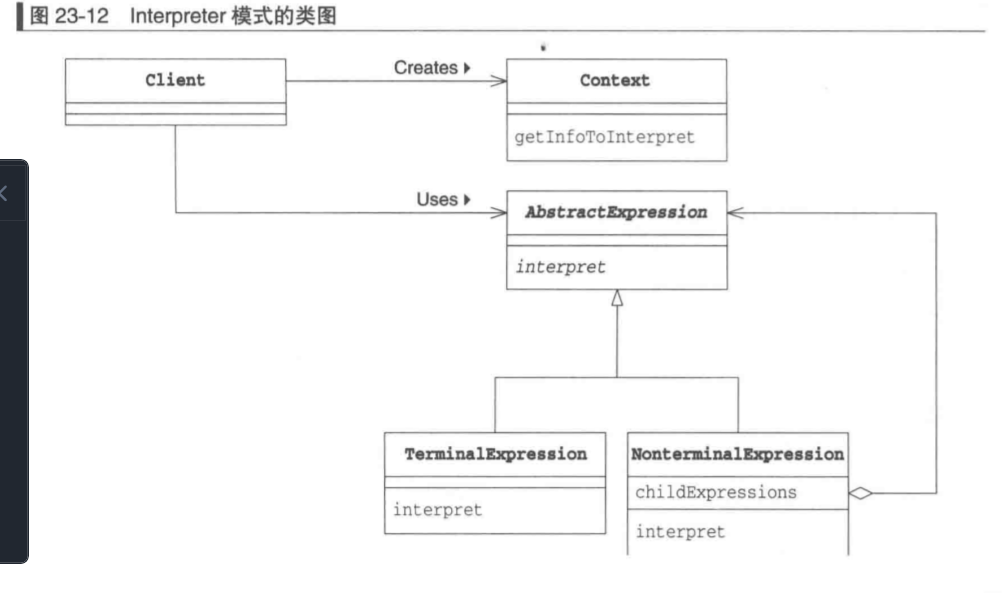 图 23-12 Interpreter 模式的类图
Client
Creates
Context
getInfoToInterpret
Uses
AbstractExpression
interpret
TerminalExpression
interpret
NonterminalExpression
childExpressions
interpret